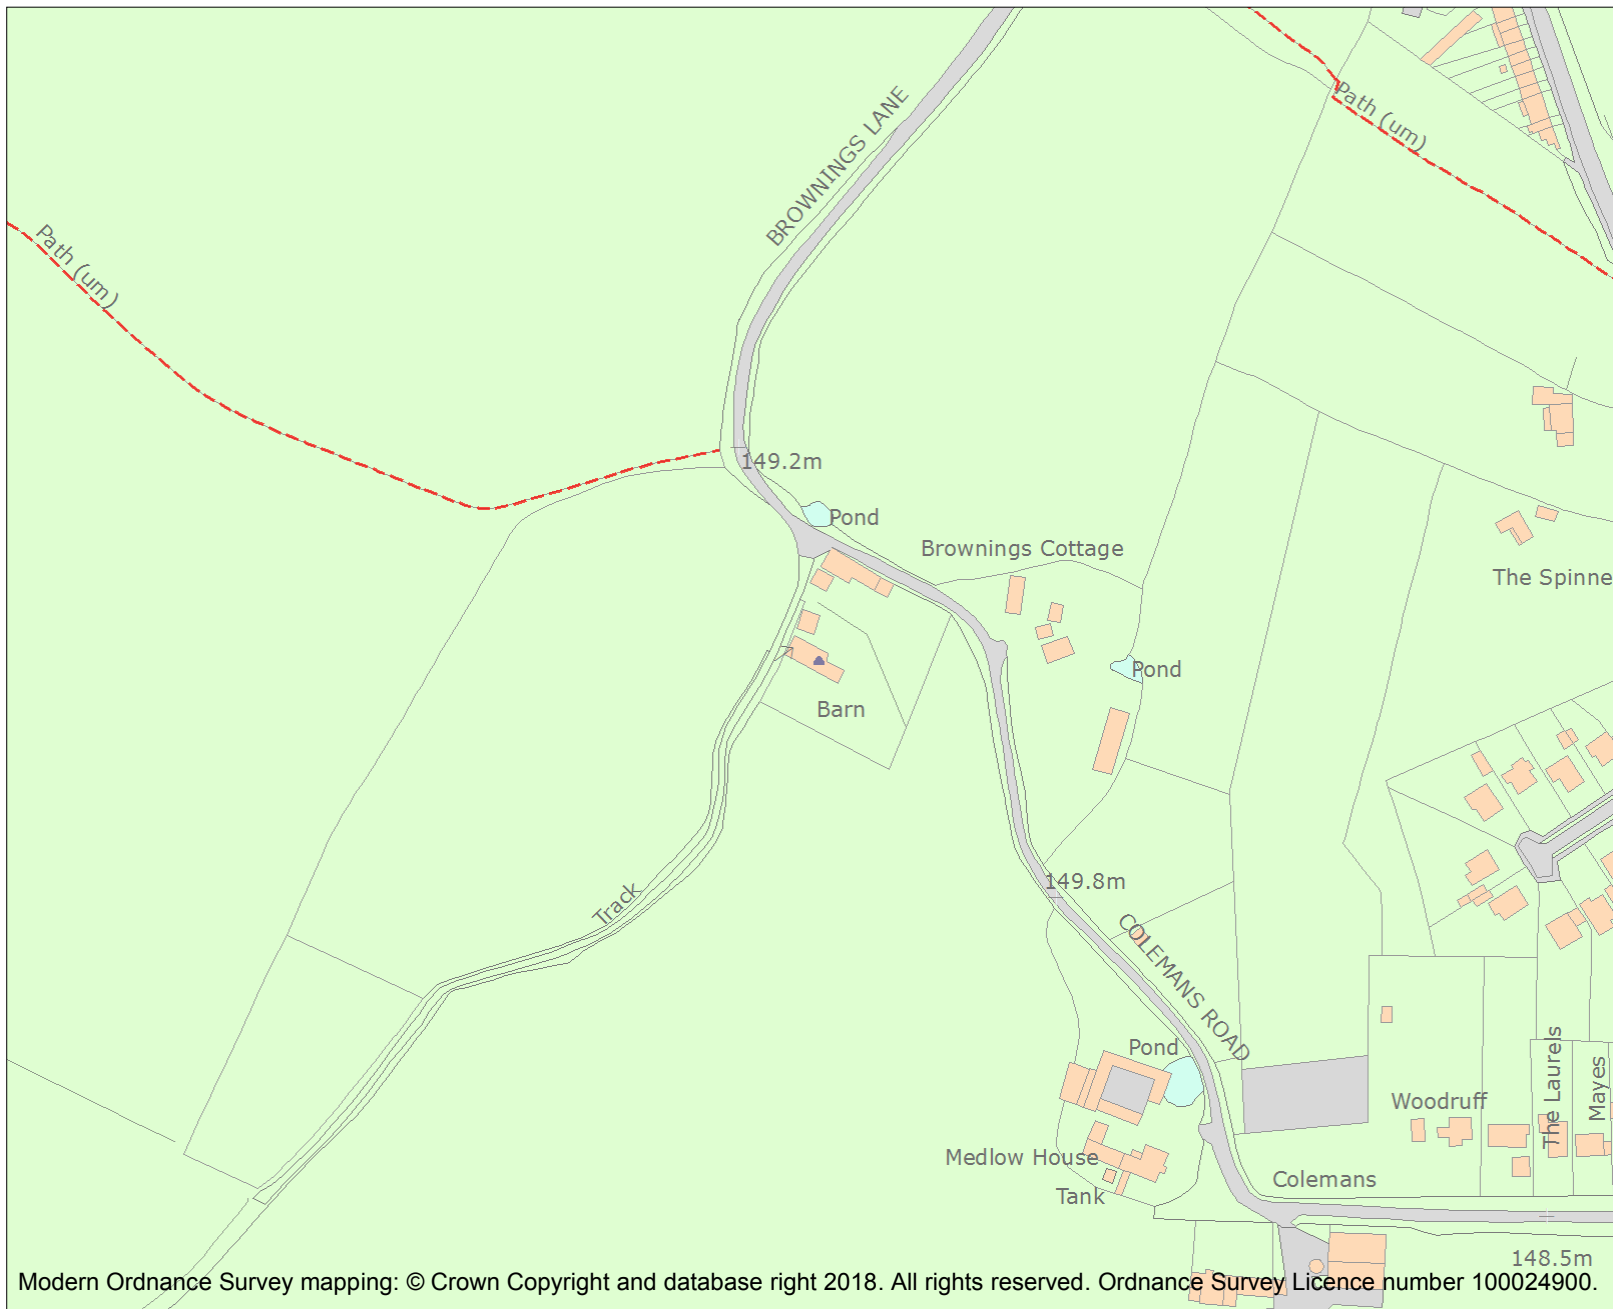 BROWNINGS LANE
Path (um)
Path (um)
149.2m
Pond
Brownings Cottage
The Spinne
Pond
Barn
149.8m
Track
COLEMANS ROAD
Pond
Woodruff
The Laurels
Mayes
Medlow House
Tank
Colemans
148.5m
Modern Ordnance Survey mapping: © Crown Copyright and database right 2018. All rights reserved. Ordnance Survey Licence number 100024900.